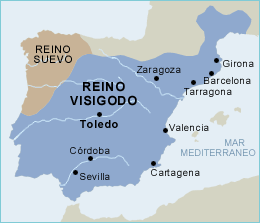 REINO
SUEVO
Girona
Zaragoza
Barcelona
REINO
VISIGODO
Tarragona
Toledo
Valencia
MAR
MEDITERRANEO
Córdoba
Sevilla
Cartagena